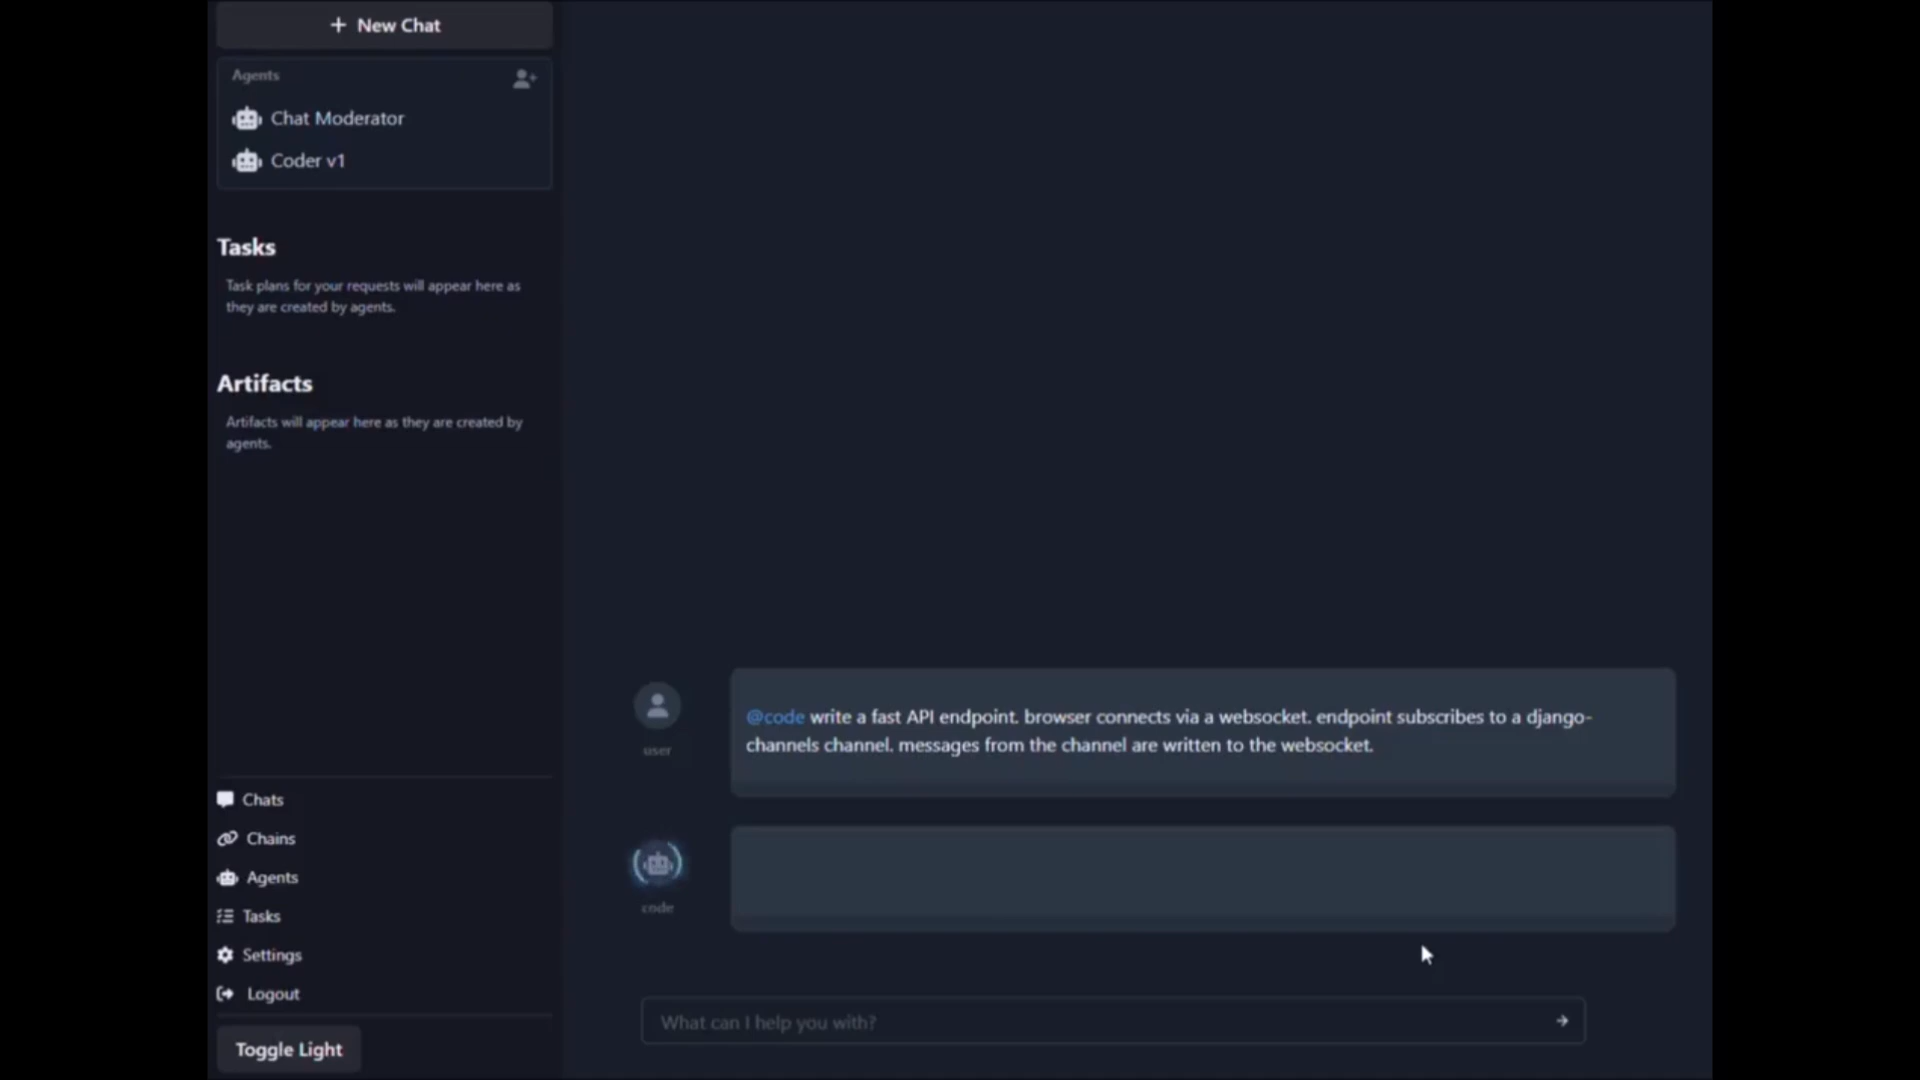 + New Chat
Agents
Chat Moderator
Coder v1
Tasks
Task plans for your requests will appear here as
they are created by agents.
Artifacts
Artifacts will appear here as they are created by
agents.
Chats
Chains
Agents
Tasks
Settings
Logout
Toggle Light
@code write a fast API endpoint. browser connects via a websocket. endpoint subscribes to a django-
channels channel. messages from the channel are written to the websocket.
user
code
What can I help you with?